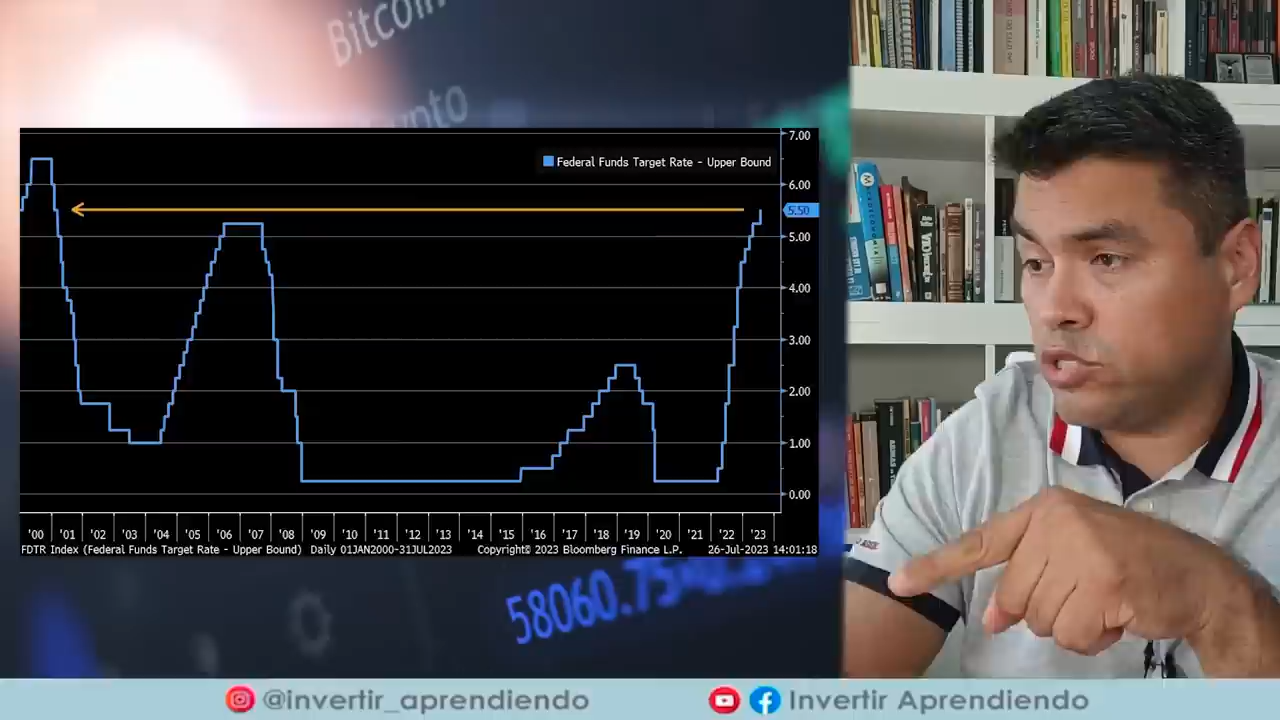 Bitcoin
Federal Funds Target Rate - Upper Bound
7.00
6.00
5.50
5.00
4.00
3.00
2.00
1.00
0.00
'00 '01 '02 '03 '04 '05 '06 '07 '08 '09 '10 '11 '12 '13 '14 '15 '16 '17 '18 '19 '20 '21 '22 '23
FDTR Index (Federal Funds Target Rate - Upper Bound) Daily 01JAN2000-31JUL2023 Copyright© 2023 Bloomberg Finance L.P. 26-Jul-2023 14:01:18
@invertir_aprendiendo
Invertir Aprendiendo